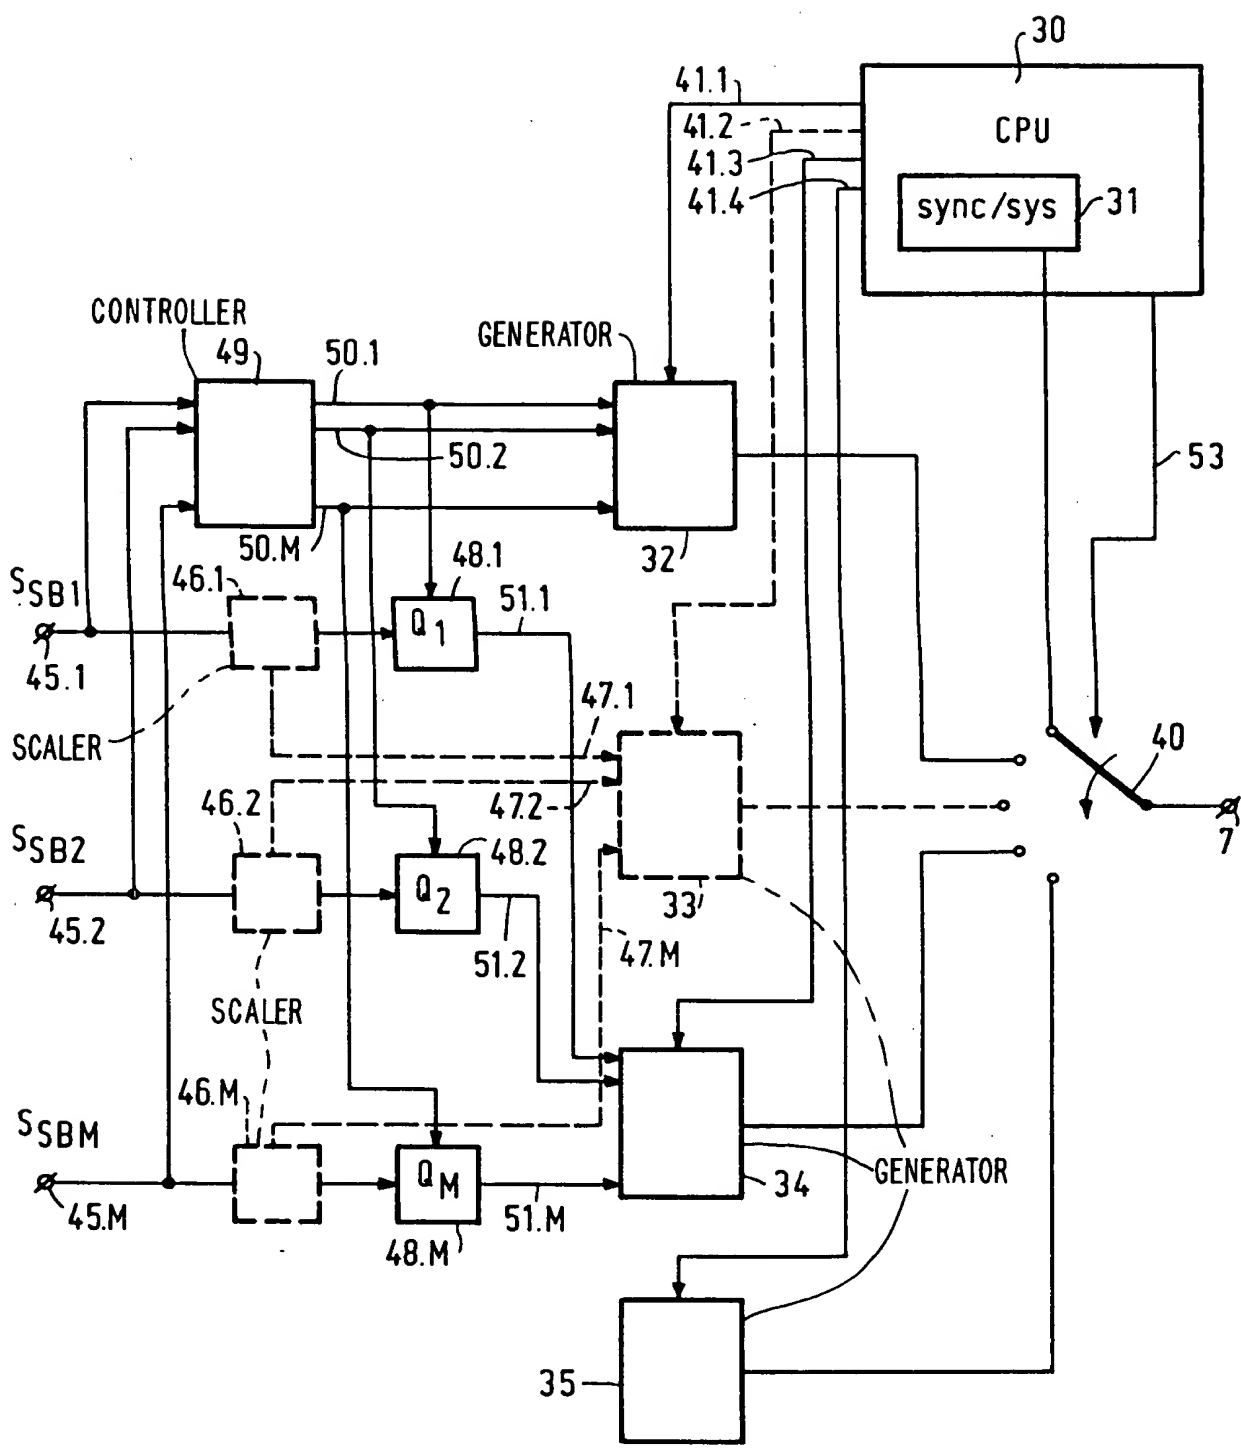 30
41.1
CPU
41.2
41.3
41.4
sync/sys
31
CONTROLLER
49
50.1
GENERATOR
50.2
53
50.M
32
SSB1
46.1
48.1
51.1
Q1
45.1
47.1
SCALER
40
46.2
47.2
SSB2
48.2
7
Q2
33
45.2
51.2
47.M
SCALER
46.M
SSBM
GENERATOR
QM
34
45.M
51.M
48.M
35